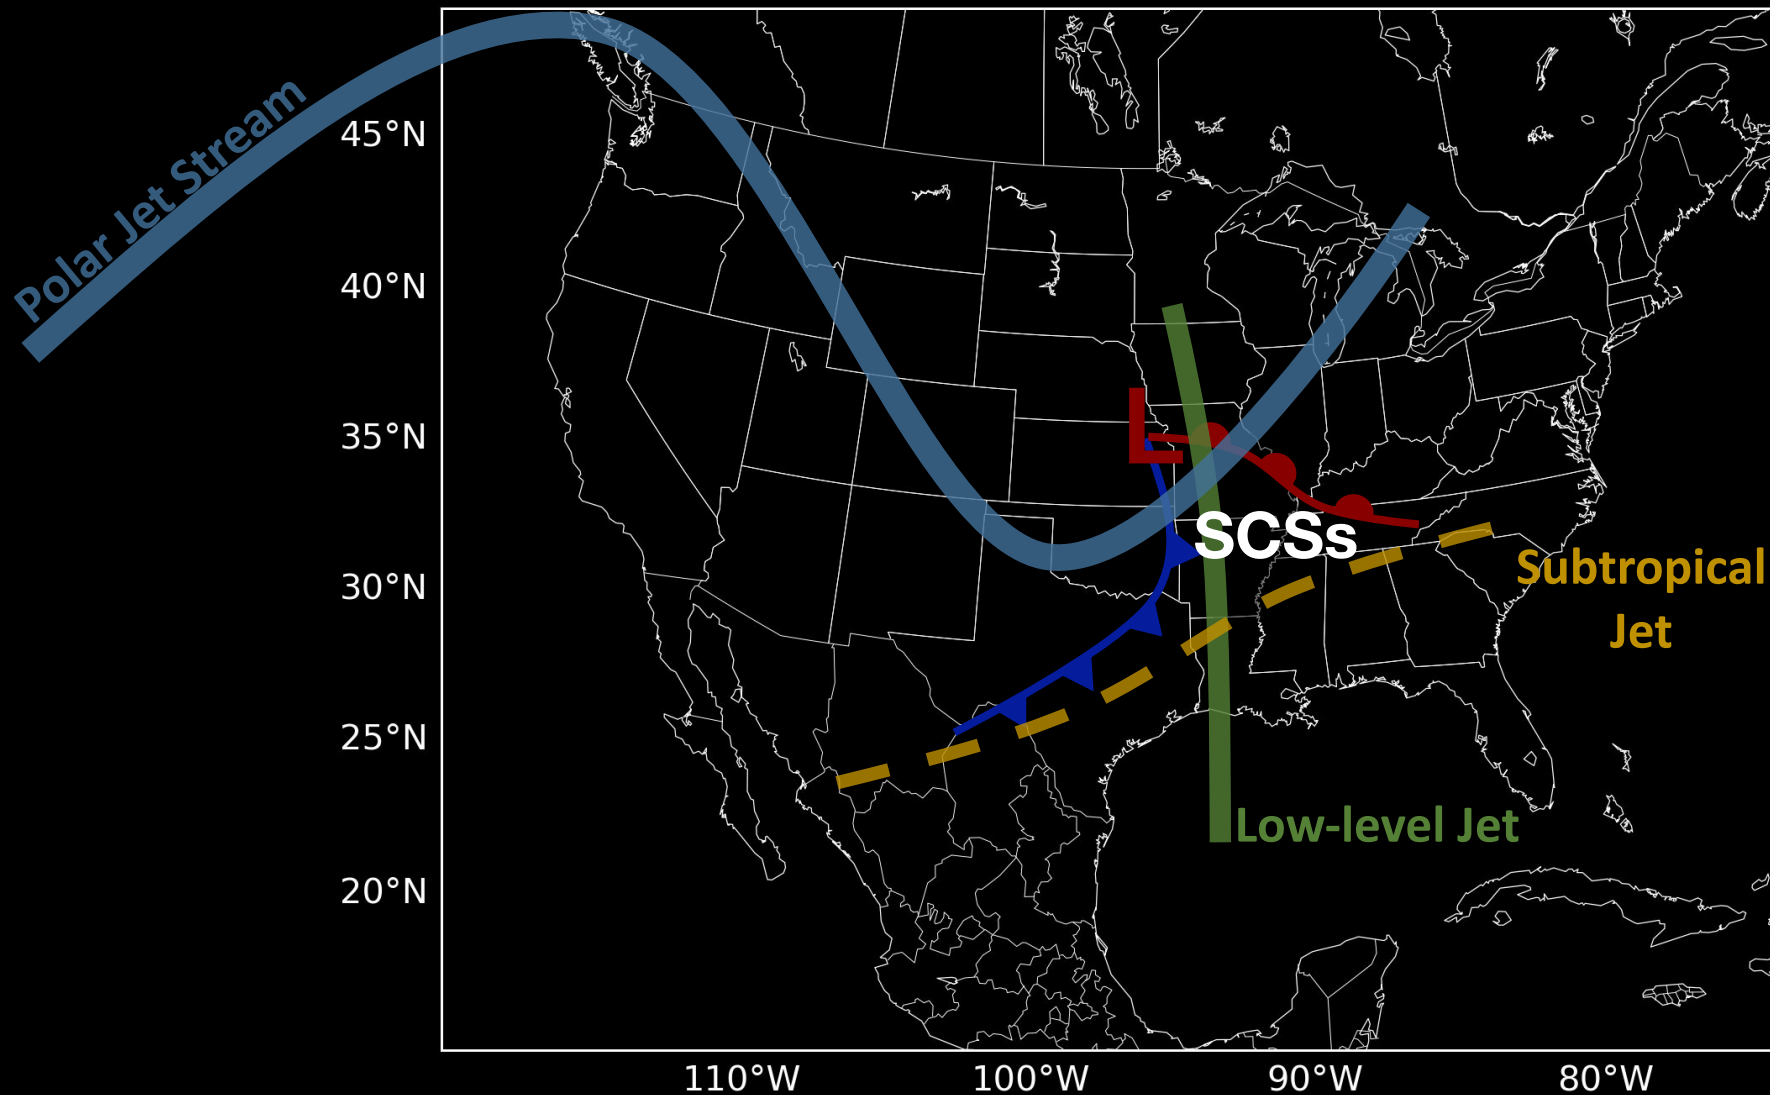 Polar Jet Stream
45°N
40°N
35°N
30°N
25°N
20°N
L
SCSs
Subtropical
Jet
Low-level Jet
110°W
100°W
90°W
80°W